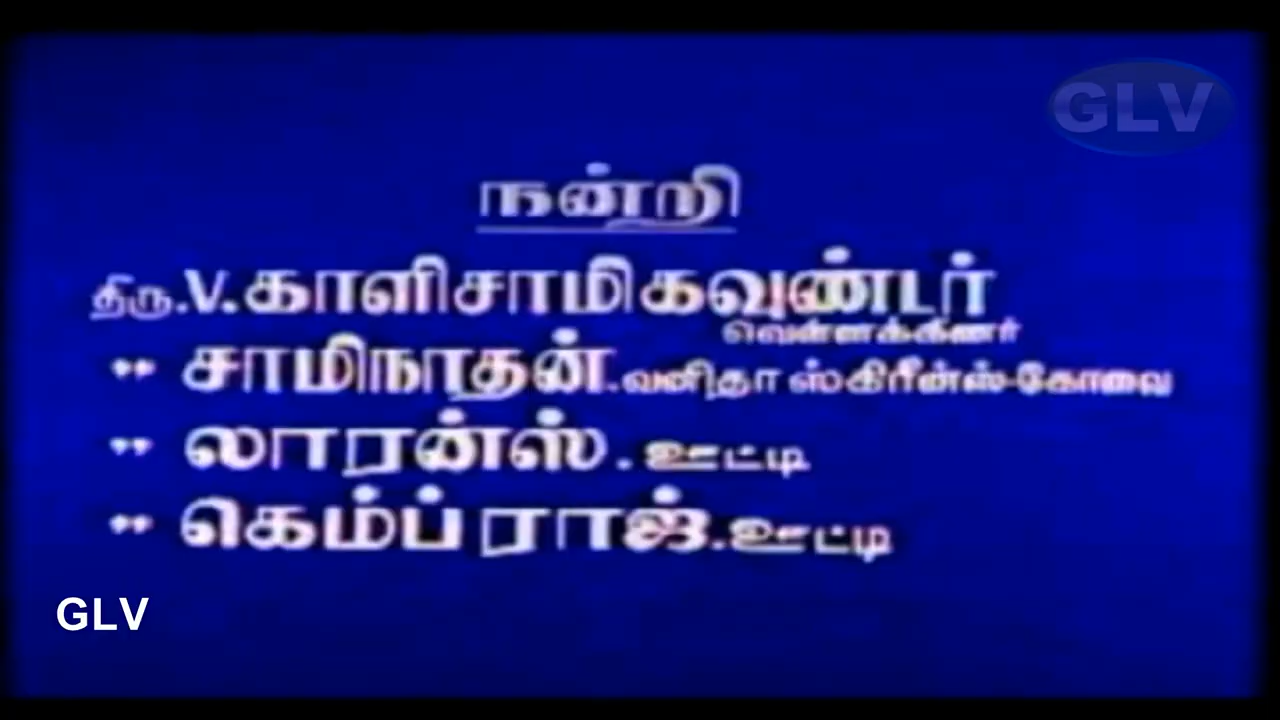 GLV
நன்றி
திரு.V.காளிசாமிகவுண்டர்
வெள்ளக்கிணர்
" சாமிநாதன்.வனிதா ஸ்கிரீன்ஸ்-கோவை
" லாரன்ஸ். ஊட்டி
" கெம்ப் ராஜ்.ஊட்டி
GLV